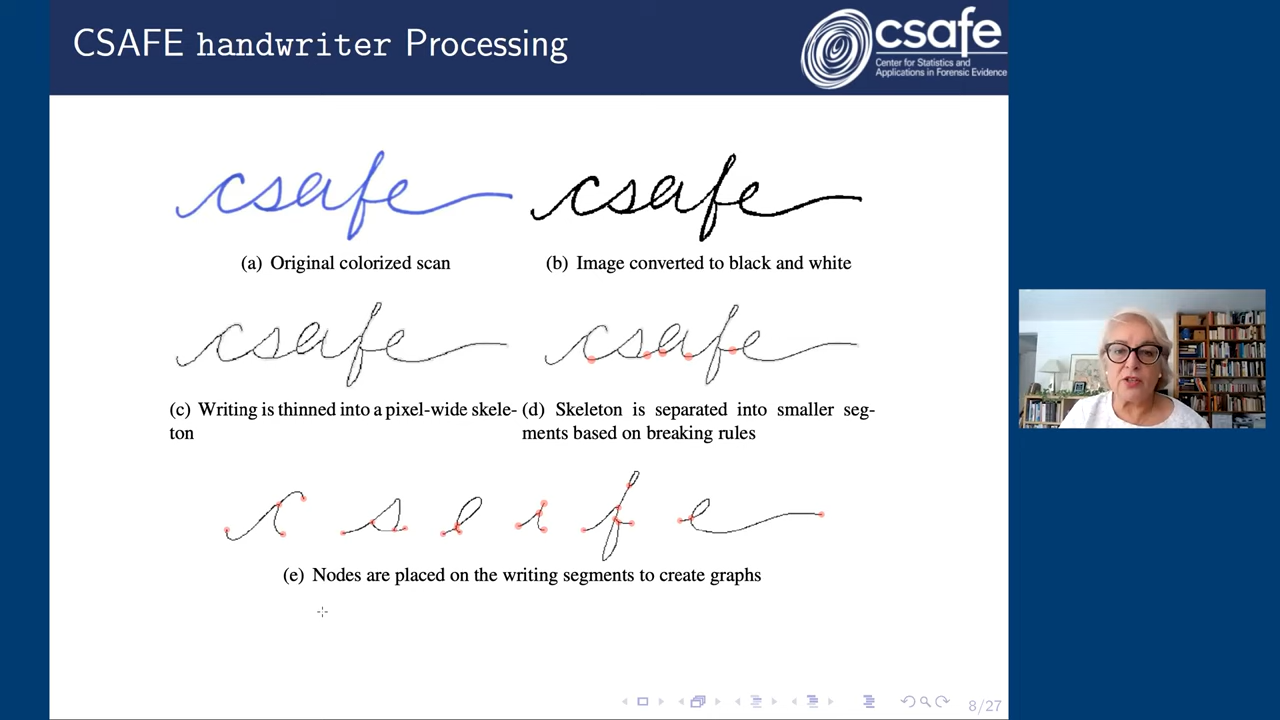 CSAFE handwriter Processing
csafe
Center for Statistics and
Applications in Forensic Evidence
csafe
csafe
(a) Original colorized scan
(b) Image converted to black and white
csafe
csafe
(c) Writing is thinned into a pixel-wide skele-
ton
(d) Skeleton is separated into smaller seg-
ments based on breaking rules
(e) Nodes are placed on the writing segments to create graphs
8/27